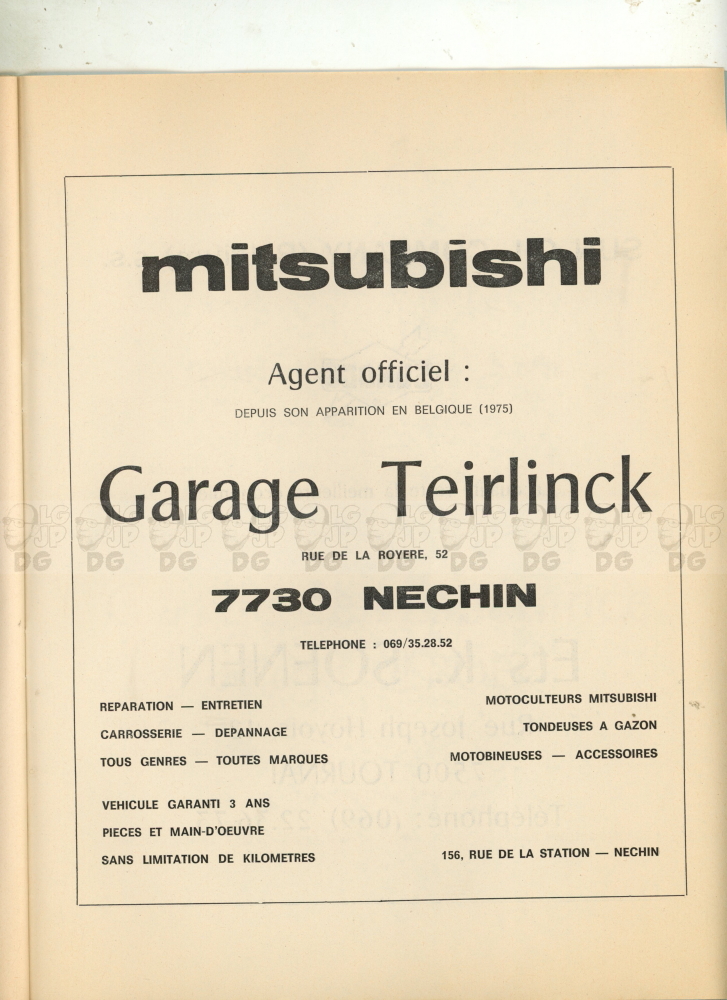 mitsubishi
Agent officiel :
DEPUIS SON APPARITION EN BELGIQUE (1975)
Garage Teirlinck
RUE DE LA ROYERE, 52
7730 NECHIN
TELEPHONE : 069/35.28.52
REPARATION — ENTRETIEN
CARROSSERIE — DEPANNAGE
TOUS GENRES — TOUTES MARQUES
VEHICULE GARANTI 3 ANS
PIECES ET MAIN-D'OEUVRE
SANS LIMITATION DE KILOMETRES
MOTOCULTEURS MITSUBISHI
TONDEUSES A GAZON
MOTOBINEUSES — ACCESSOIRES
156, RUE DE LA STATION — NECHIN